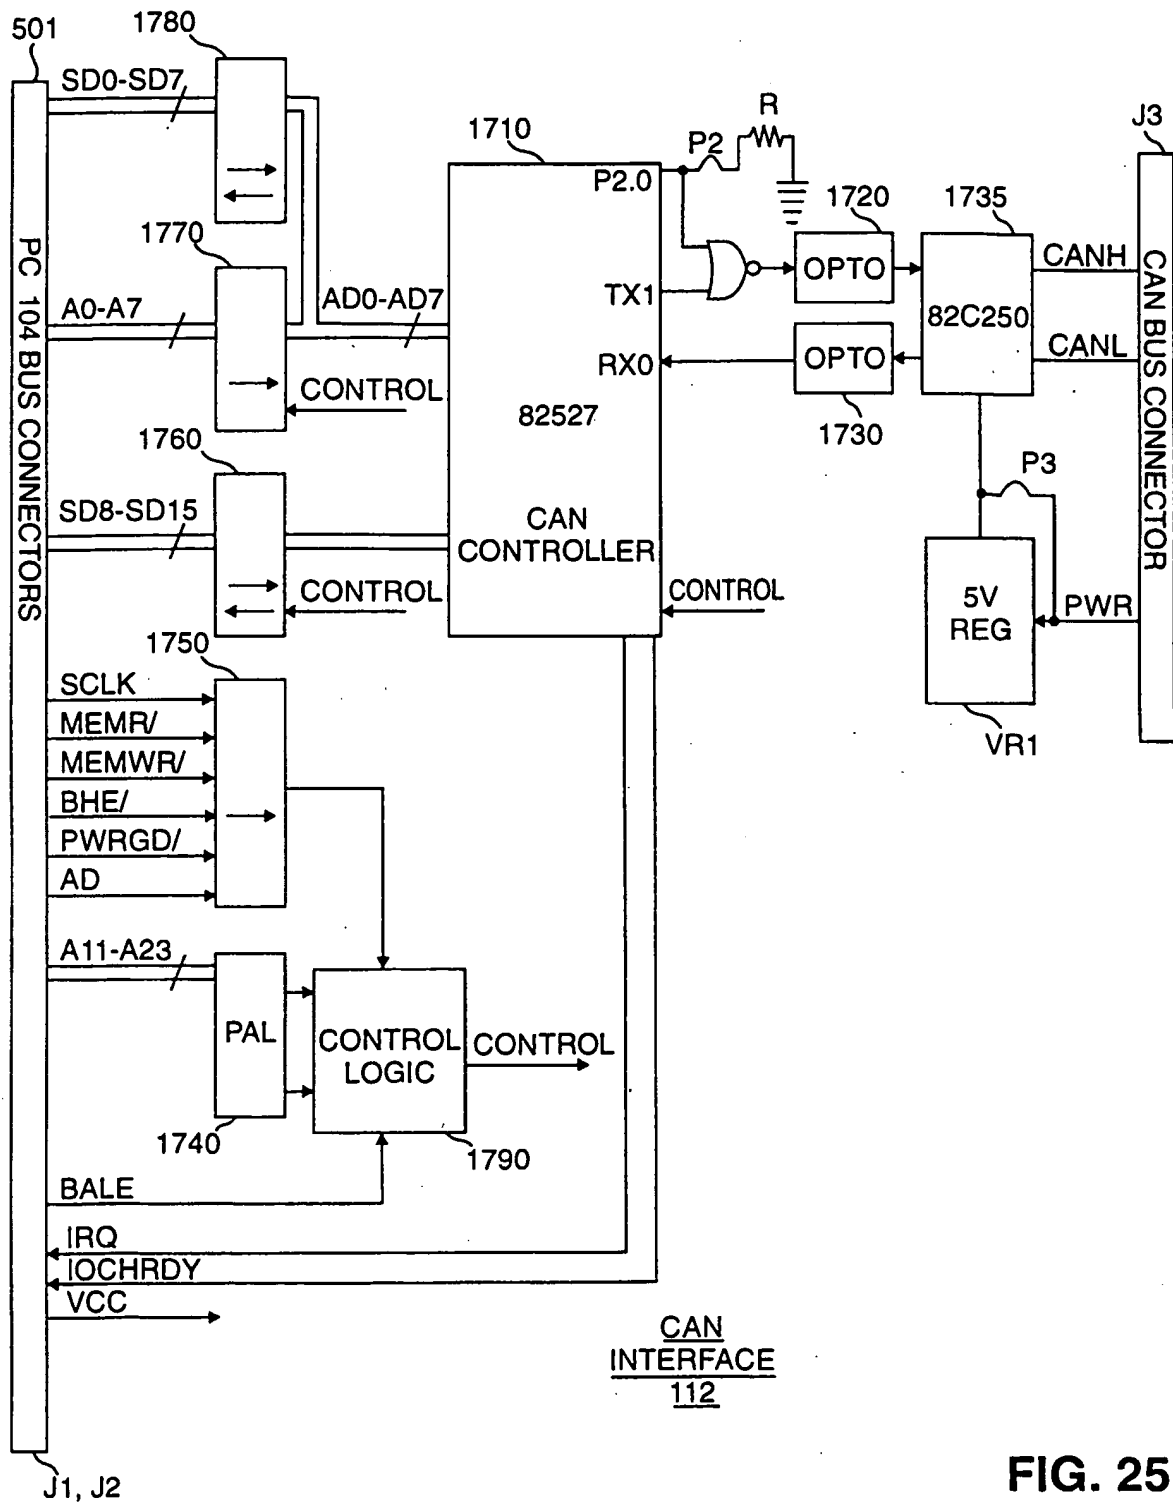 501
1780
SD0-SD7
1710
P2
R
J3
P2.0
1720
1735
PC 104 BUS CONNECTORS
1770
A0-A7
AD0-AD7
TX1
OPTO
82C250
CANH
CAN BUS CONNECTOR
RX0
OPTO
CANL
CONTROL
82527
1730
1760
P3
SD8-SD15
CAN
CONTROLLER
CONTROL
CONTROL
5V
REG
PWR
1750
SCLK
MEMR/
VR1
MEMWR/
BHE/
PWRGD/
AD
A11-A23
PAL
CONTROL
LOGIC
CONTROL
1740
1790
BALE
IRQ
IOCHRDY
VCC
CAN
INTERFACE
112
J1, J2
FIG. 25